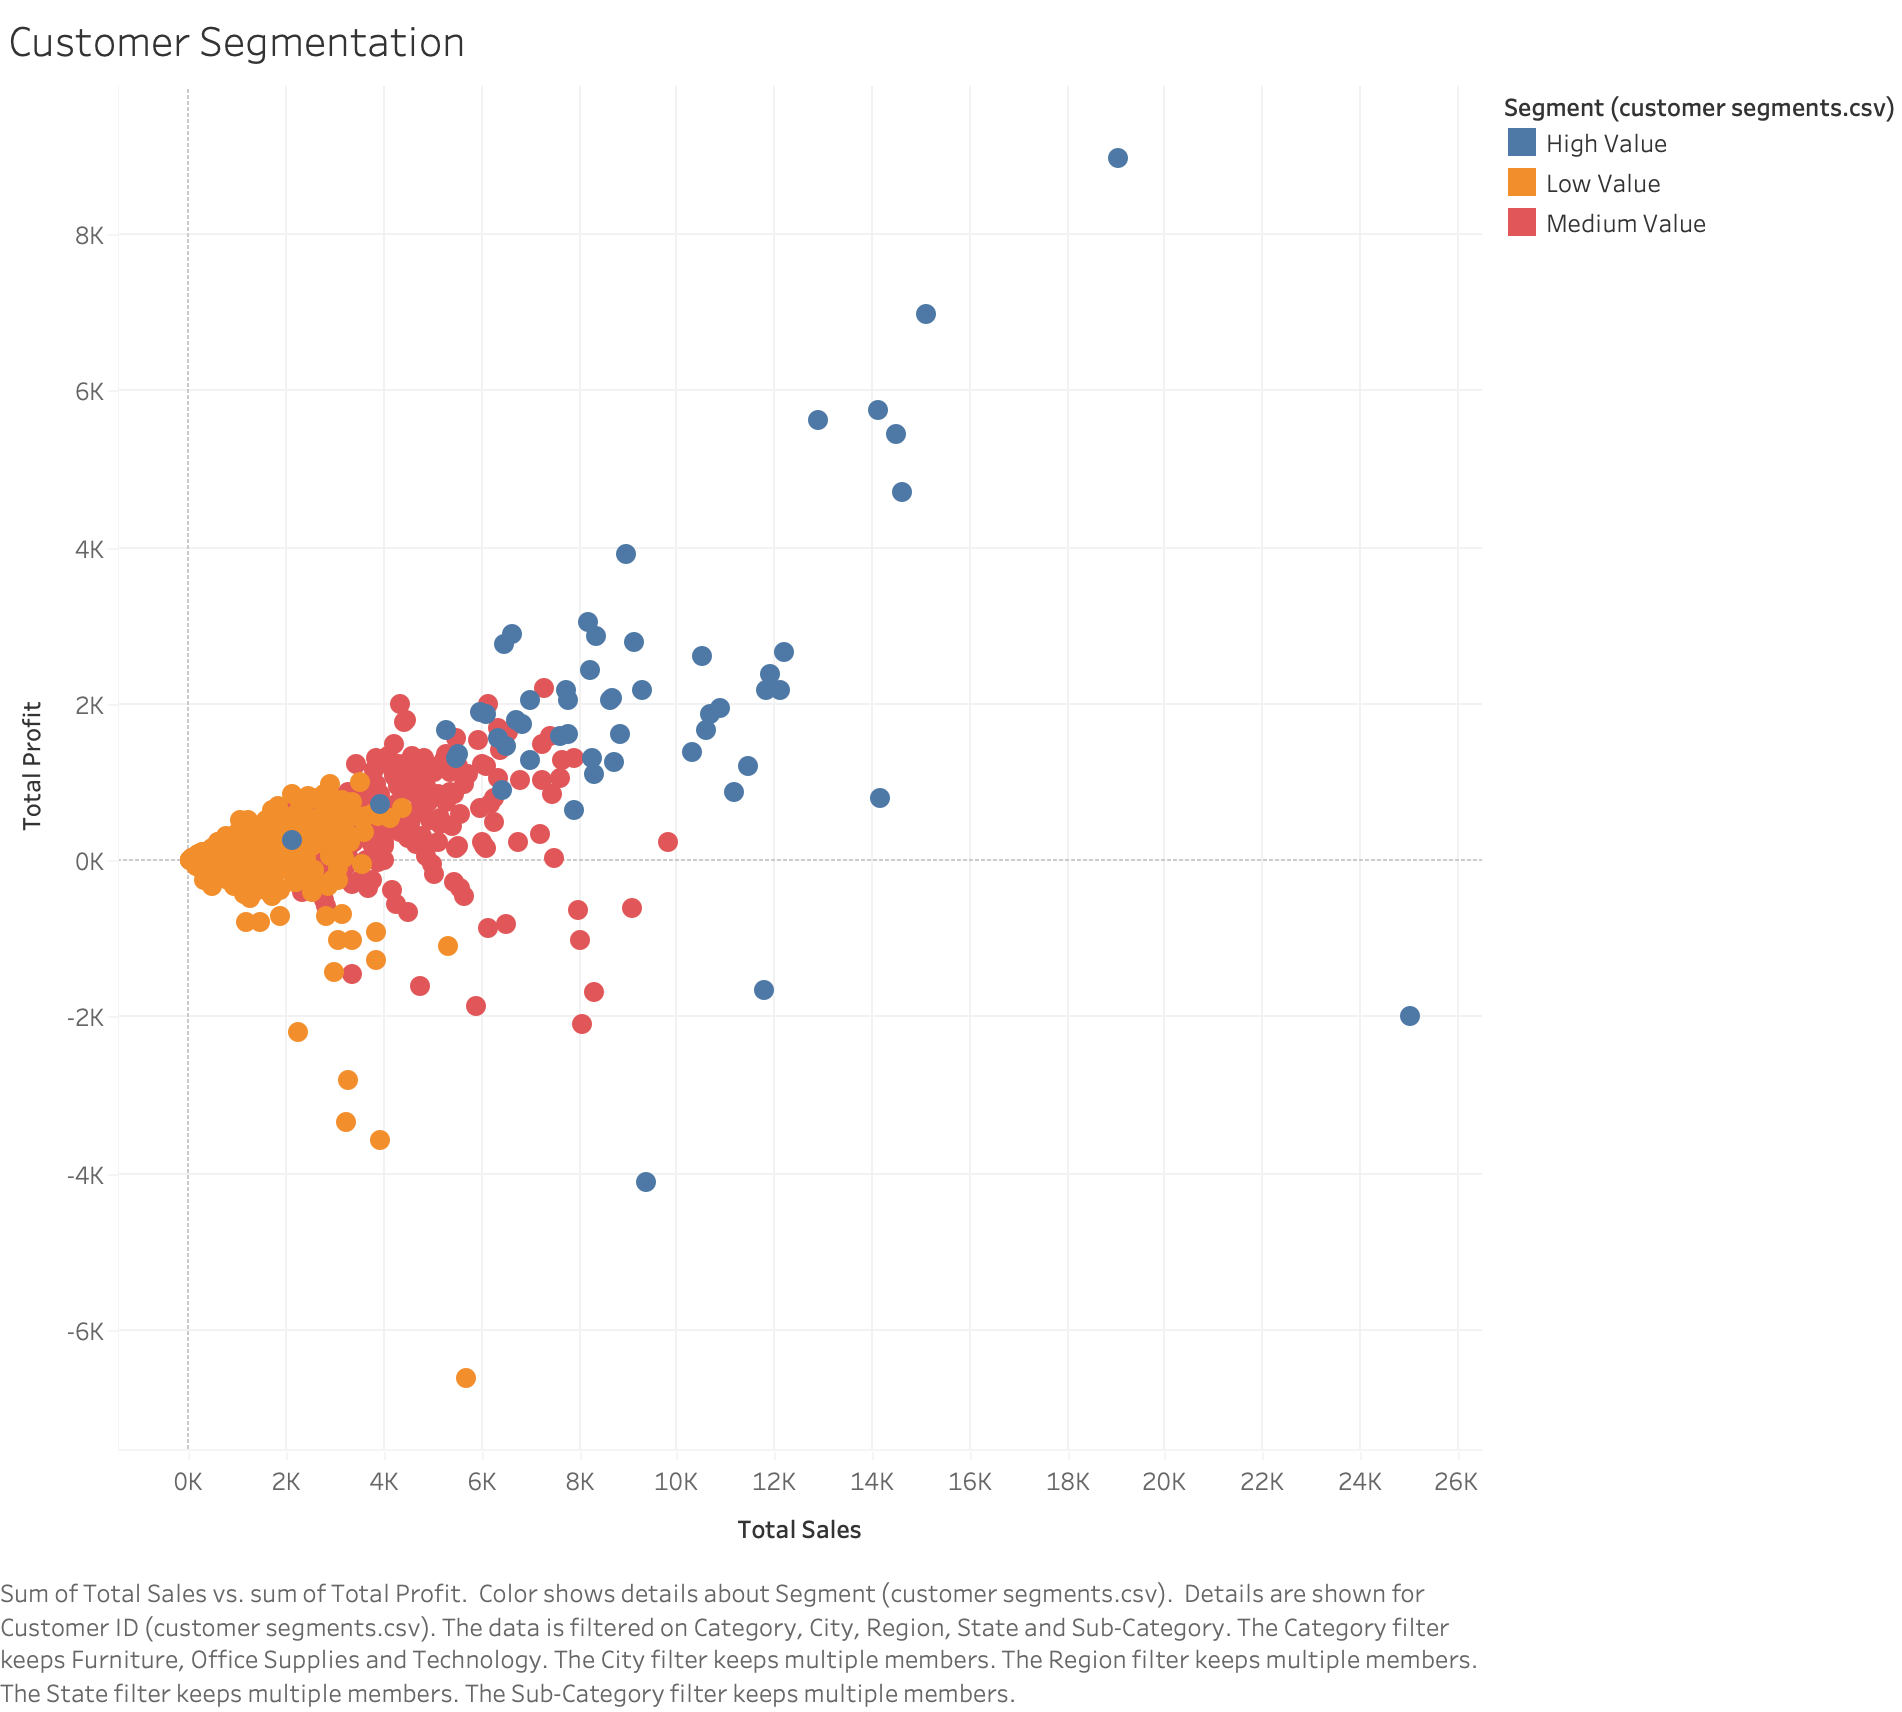 Customer Segmentation
Segment (customer segments.csv)
High Value
Low Value
Medium Value
Total Profit
8K
6K
4K
2K
0K
-2K
-4K
-6K
0K 2K 4K 6K 8K 10K 12K 14K 16K 18K 20K 22K 24K 26K
Total Sales
Sum of Total Sales vs. sum of Total Profit.  Color shows details about Segment (customer segments.csv).  Details are shown for
Customer ID (customer segments.csv). The data is filtered on Category, City, Region, State and Sub-Category. The Category filter
keeps Furniture, Office Supplies and Technology. The City filter keeps multiple members. The Region filter keeps multiple members.
The State filter keeps multiple members. The Sub-Category filter keeps multiple members.